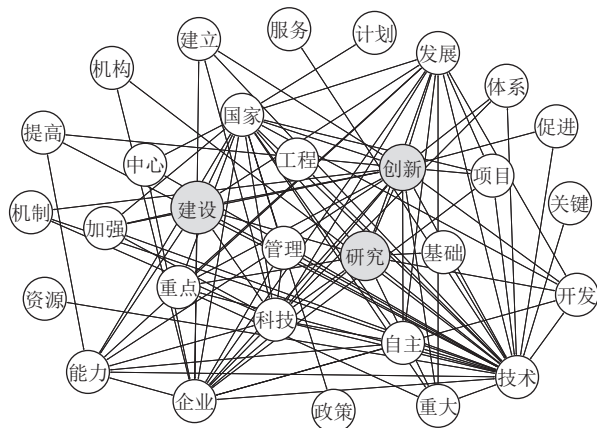 服务
计划
建立
发展
机构
体系
国家
提高
促进
工程
中心
创新
项目
关键
建设
机制
加强
管理
研究
基础
重点
资源
开发
科技
自主
能力
技术
企业
政策
重大